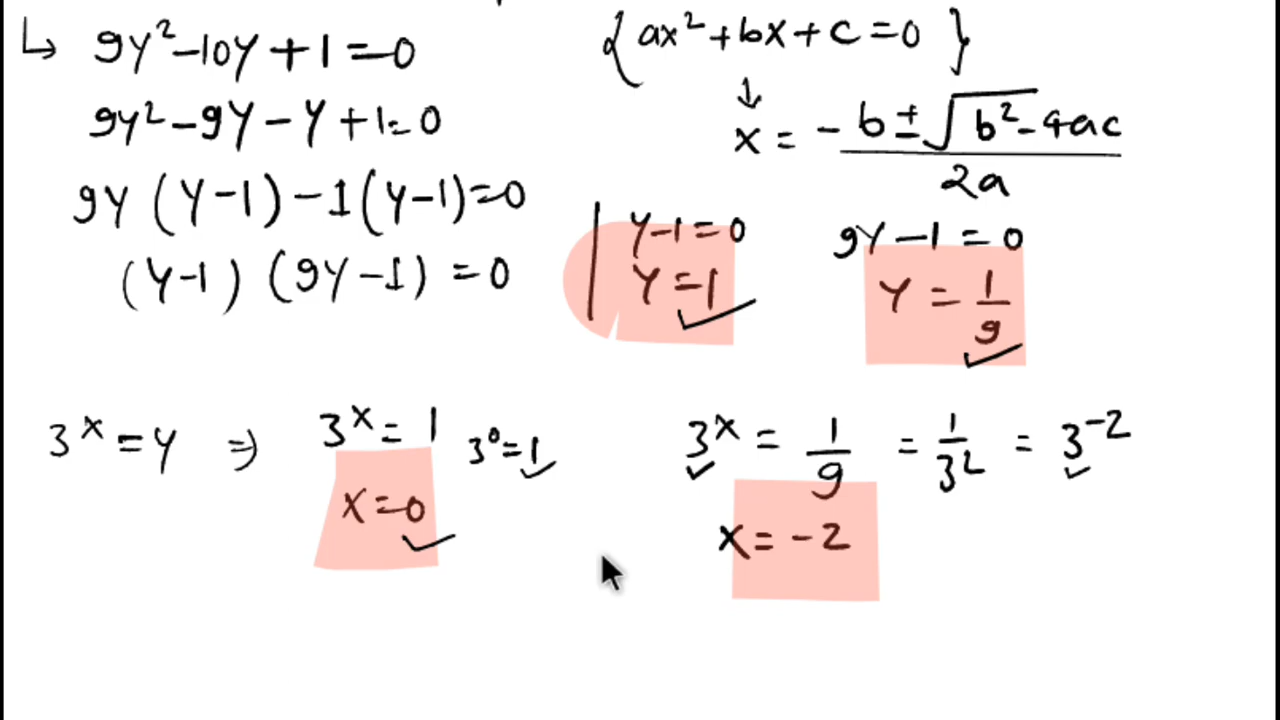 ↳ 9y²-10y+1=0
{ax²+bx+c=0}
↓
9y²-9y-y+1=0
x = -b±√b²-4ac / 2a
9y(y-1)-1(y-1)=0
(y-1)(9y-1)=0
y-1=0
y=1
9y-1=0
y=1/9
3ˣ=y ⇒ 3ˣ=1 3⁰=1
x=0
3ˣ = 1/9 = 1/3² = 3⁻²
x=-2